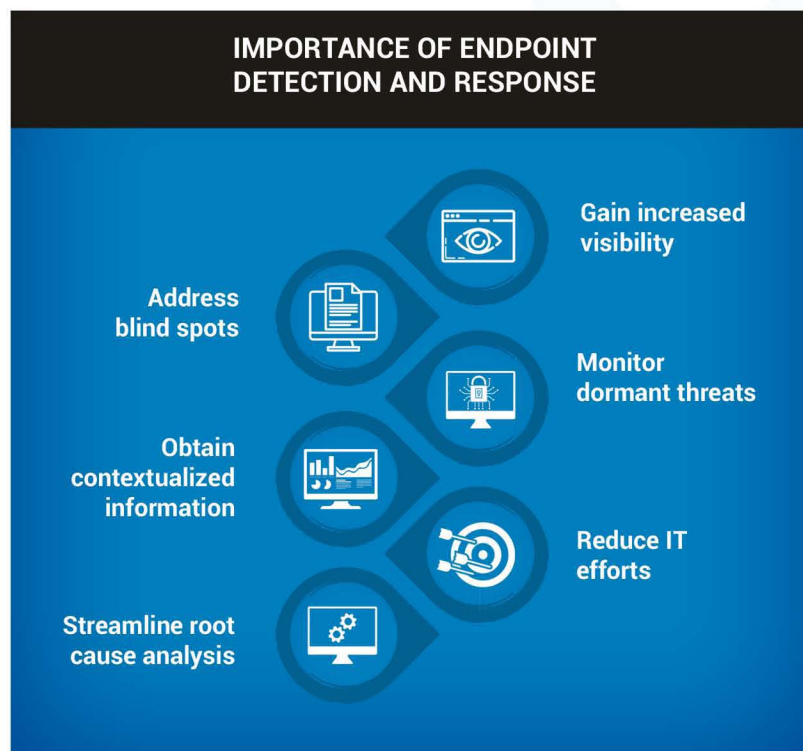 IMPORTANCE OF ENDPOINT
DETECTION AND RESPONSE
Gain increased
visibility
Address
blind spots
Monitor
dormant threats
Obtain
contextualized
information
Reduce IT
efforts
Streamline root
cause analysis